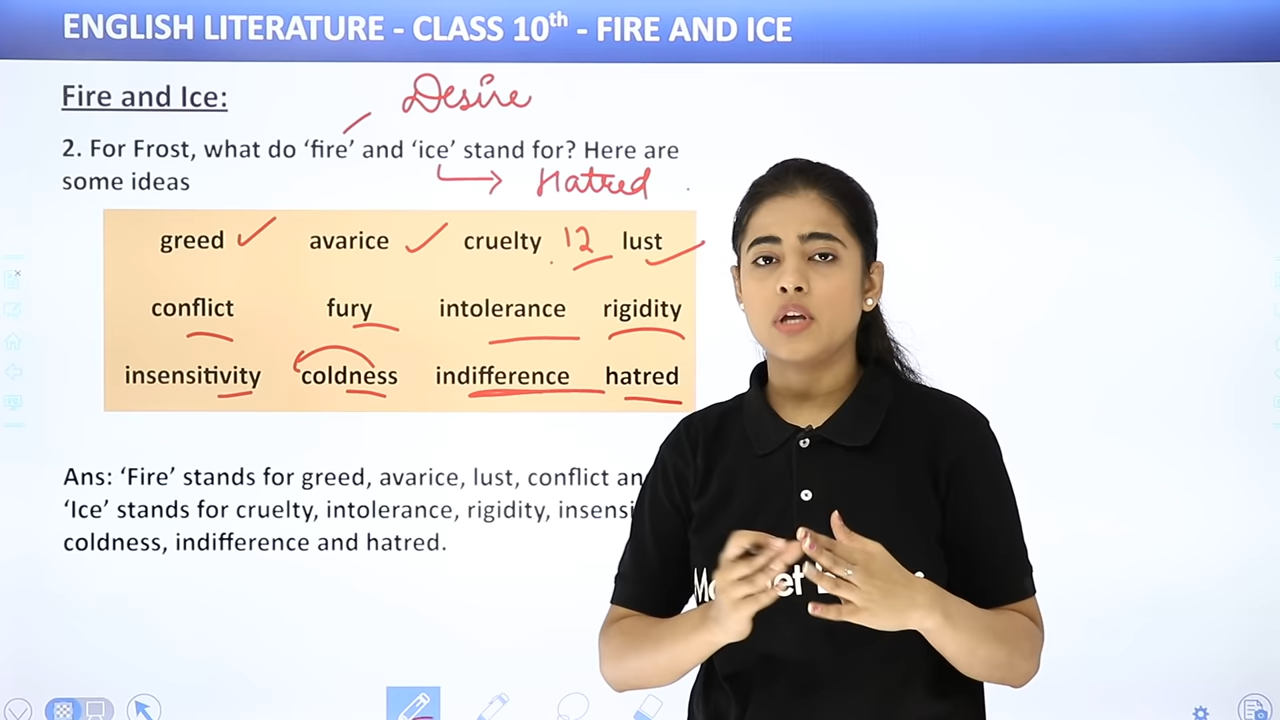 ENGLISH LITERATURE - CLASS 10th - FIRE AND ICE
Fire and Ice:
Desire
2. For Frost, what do ‘fire’ and ‘ice’ stand for? Here are
some ideas
Hatred
greed avarice cruelty 12 lust
conflict fury intolerance rigidity
insensitivity coldness indifference hatred
Ans: ‘Fire’ stands for greed, avarice, lust, conflict
‘Ice’ stands for cruelty, intolerance, rigidity,
coldness, indifference and hatred.